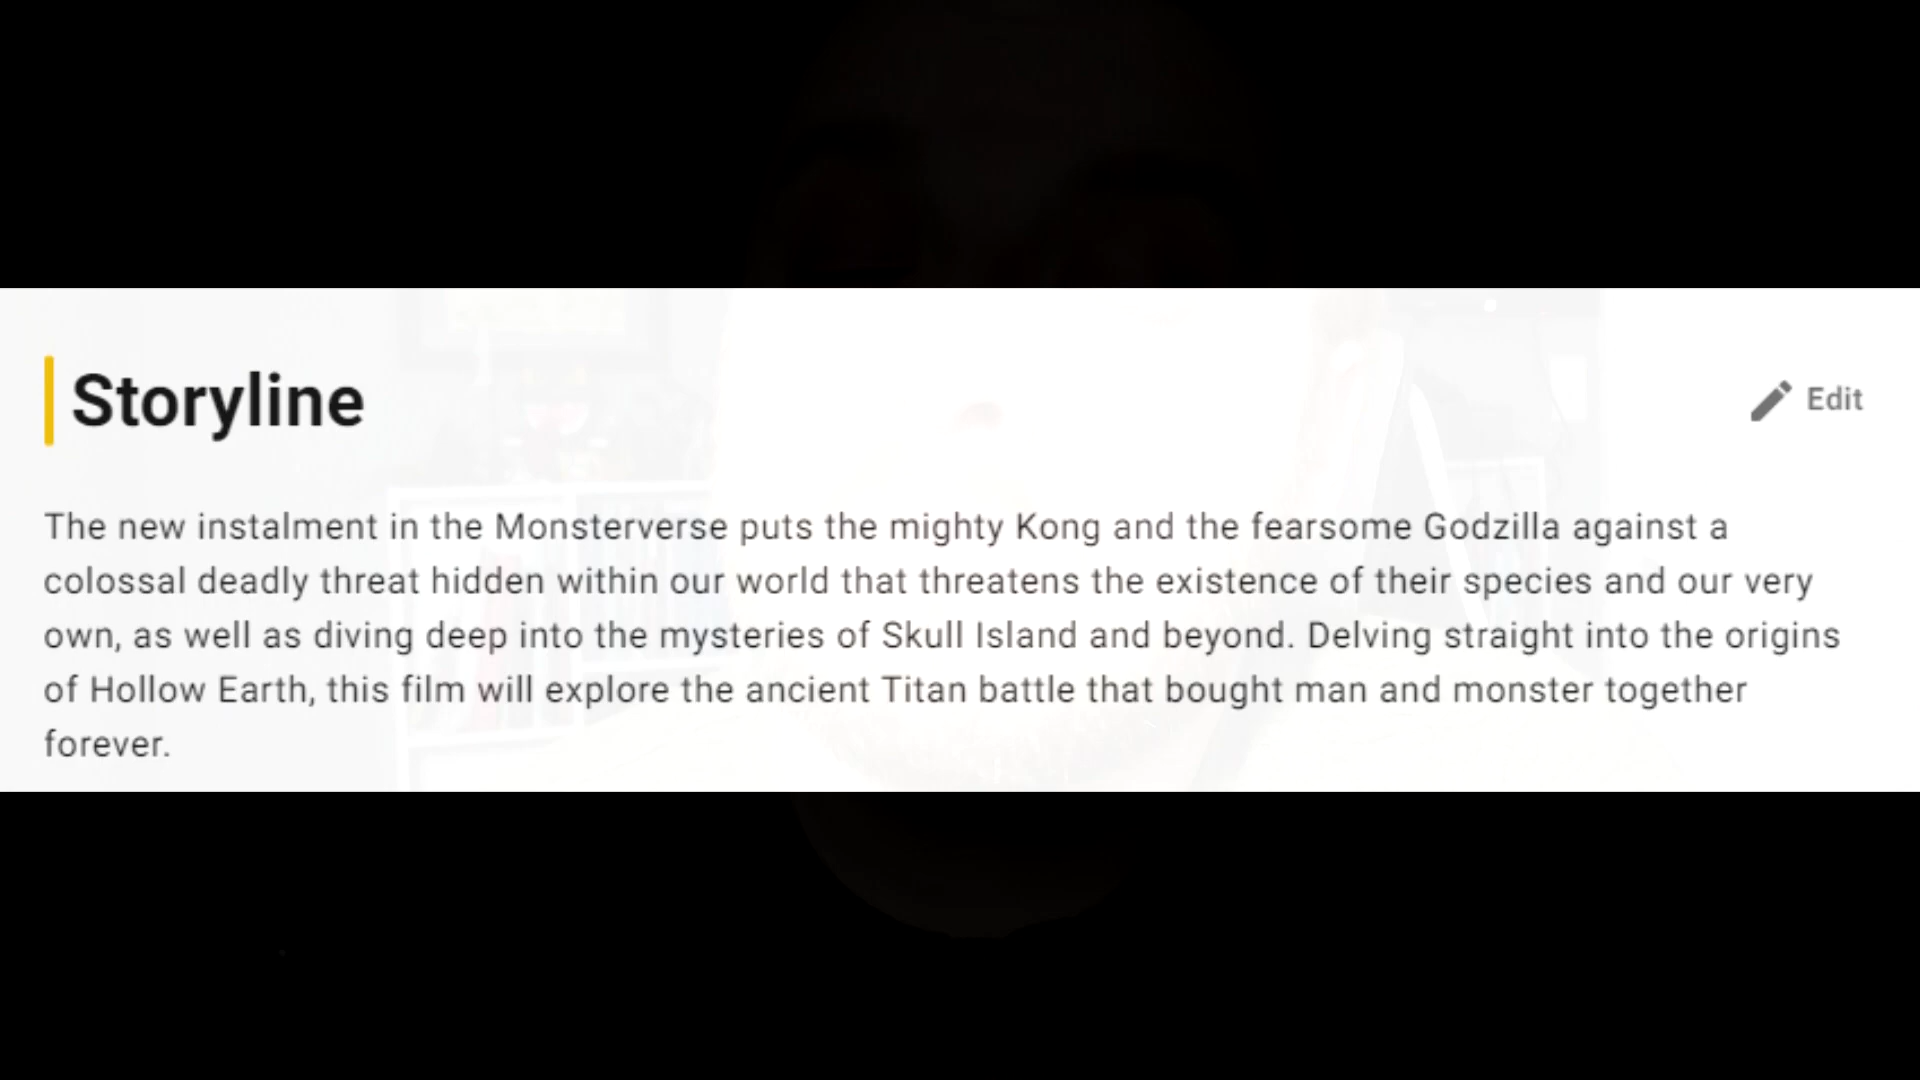 Storyline
Edit
The new instalment in the Monsterverse puts the mighty Kong and the fearsome Godzilla against a
colossal deadly threat hidden within our world that threatens the existence of their species and our very
own, as well as diving deep into the mysteries of Skull Island and beyond. Delving straight into the origins
of Hollow Earth, this film will explore the ancient Titan battle that bought man and monster together
forever.